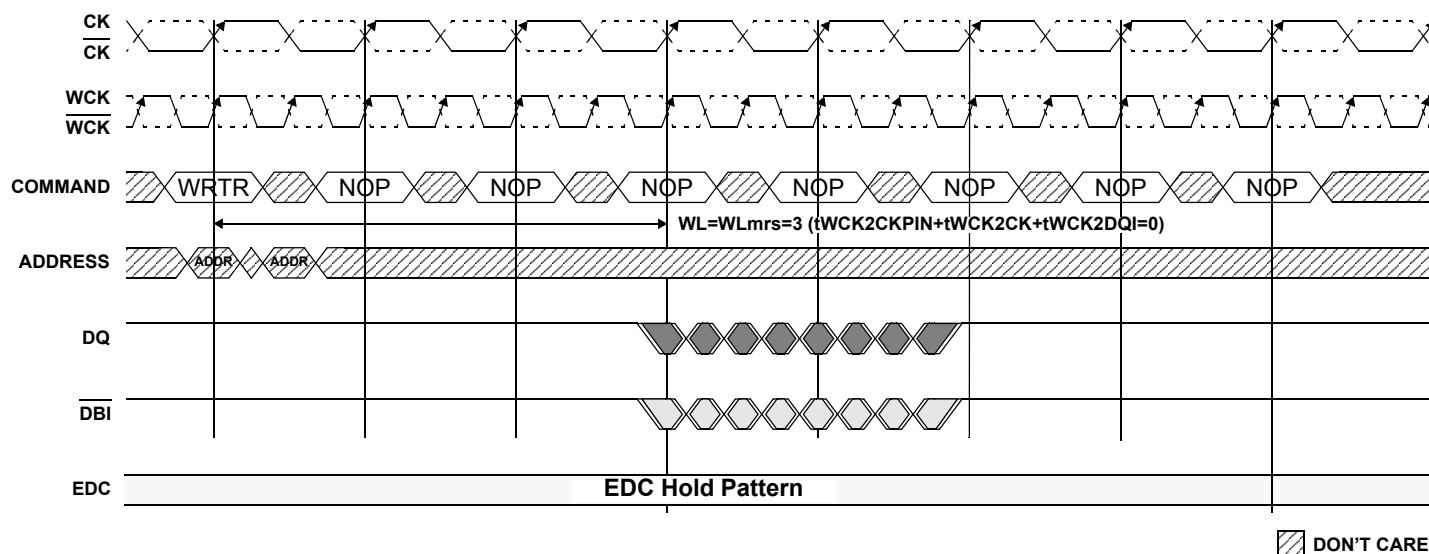 CK
CK
WCK
WCK
COMMAND WRTR NOP NOP NOP NOP NOP NOP NOP
WL=WLmrs=3 (tWCK2CKPIN+tWCK2CK+tWCK2DQI=0)
ADDRESS ADDR ADDR
DQ
DBI
EDC EDC Hold Pattern
DON'T CARE